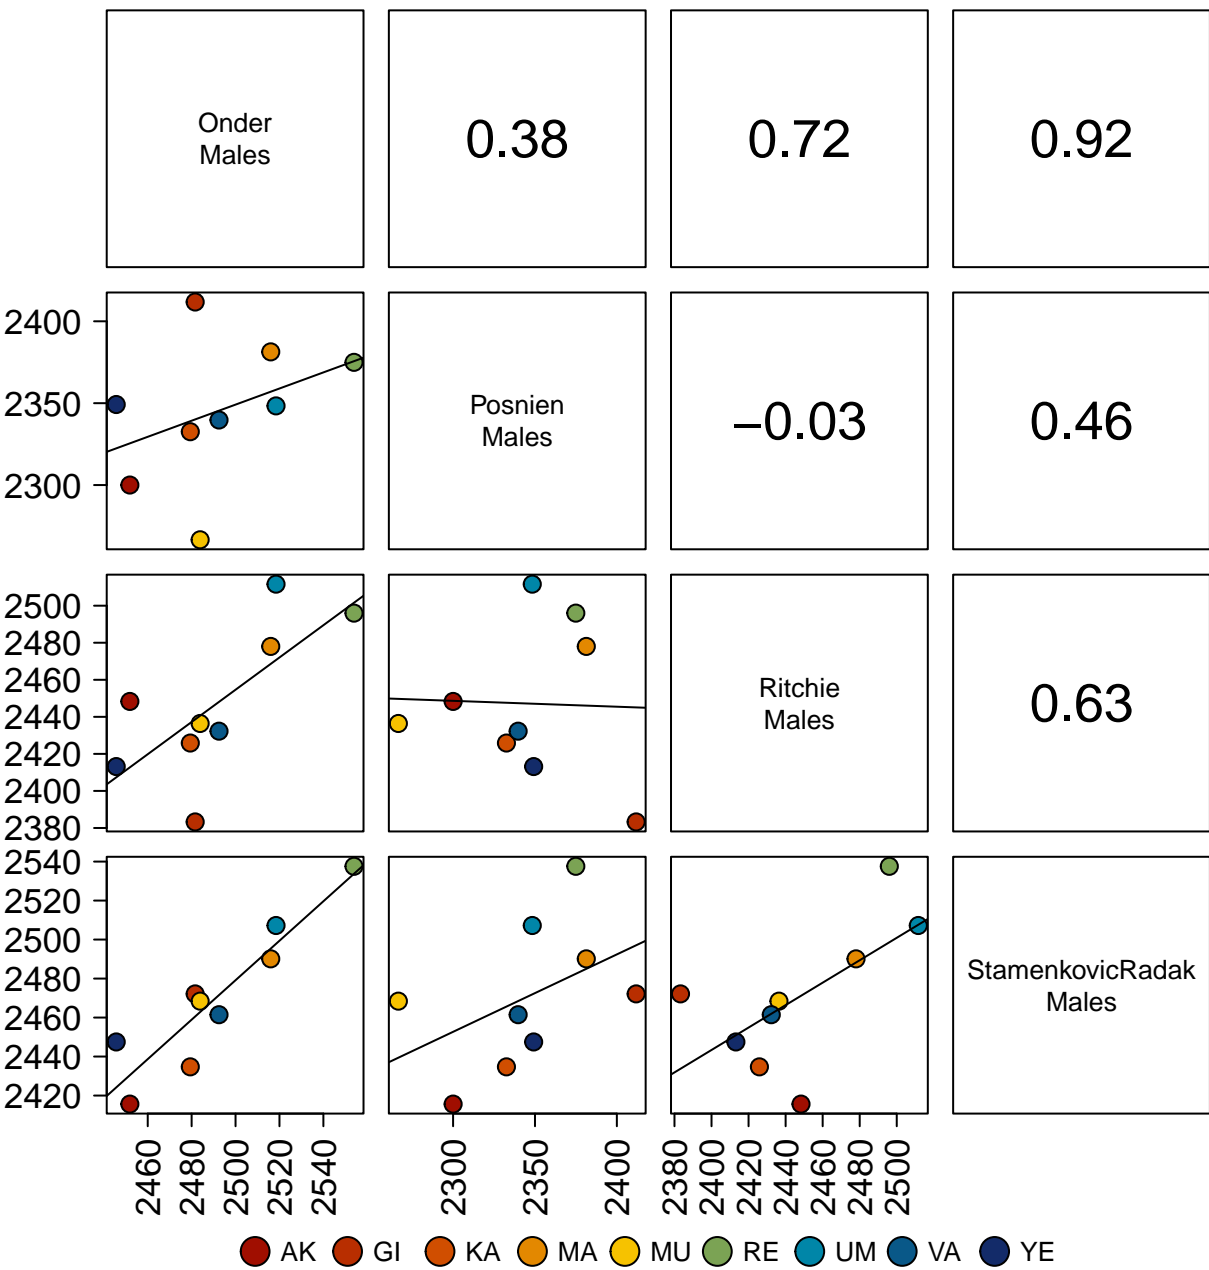 Onder
Males
0.38
0.72
0.92
2400
2350
2300
Posnien
Males
−0.03
0.46
2500
2480
2460
2440
2420
2400
2380
Ritchie
Males
0.63
2540
2520
2500
2480
2460
2440
2420
StamenkovicRadak
Males
2460 2480 2500 2520 2540
2300 2350 2400
2380 2400 2420 2440 2460 2480 2500
AK GI KA MA MU RE UM VA YE